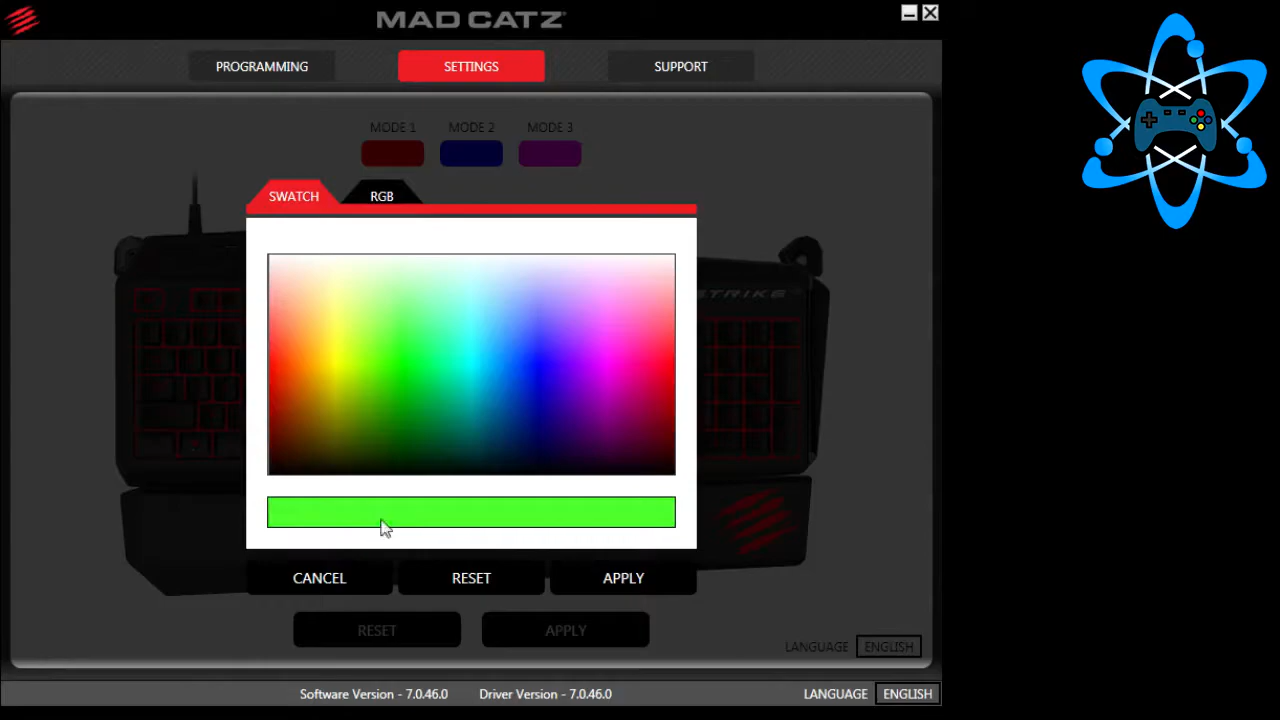 MAD CATZ
PROGRAMMING
SETTINGS
SUPPORT
MODE 1
MODE 2
MODE 3
SWATCH
RGB
STRIKE
CANCEL
RESET
APPLY
RESET
APPLY
LANGUAGE ENGLISH
Software Version - 7.0.46.0
Driver Version - 7.0.46.0
LANGUAGE ENGLISH